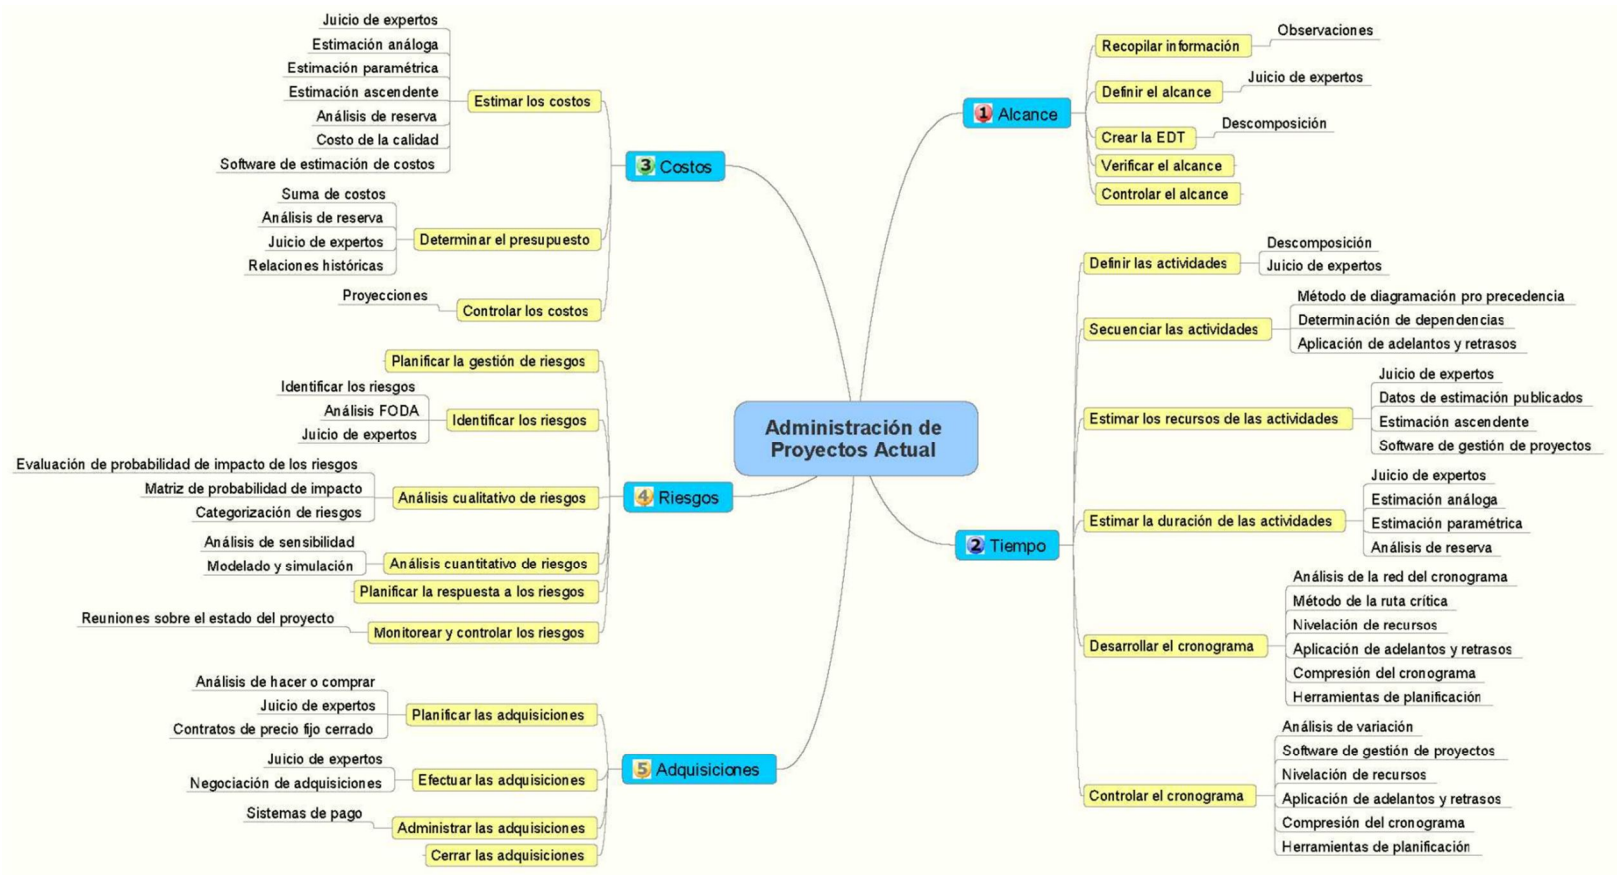 Administración de
Proyectos Actual
1 Alcance
Recopilar información
Observaciones
Definir el alcance
Juicio de expertos
Crear la EDT
Descomposición
Verificar el alcance
Controlar el alcance
2 Tiempo
Definir las actividades
Descomposición
Juicio de expertos
Secuenciar las actividades
Método de diagramación pro precedencia
Determinación de dependencias
Aplicación de adelantos y retrasos
Estimar los recursos de las actividades
Juicio de expertos
Datos de estimación publicados
Estimación ascendente
Software de gestión de proyectos
Estimar la duración de las actividades
Juicio de expertos
Estimación análoga
Estimación paramétrica
Análisis de reserva
Desarrollar el cronograma
Análisis de la red del cronograma
Método de la ruta crítica
Nivelación de recursos
Aplicación de adelantos y retrasos
Compresión del cronograma
Herramientas de planificación
Controlar el cronograma
Análisis de variación
Software de gestión de proyectos
Nivelación de recursos
Aplicación de adelantos y retrasos
Compresión del cronograma
Herramientas de planificación
3 Costos
Estimar los costos
Juicio de expertos
Estimación análoga
Estimación paramétrica
Estimación ascendente
Análisis de reserva
Costo de la calidad
Software de estimación de costos
Determinar el presupuesto
Suma de costos
Análisis de reserva
Juicio de expertos
Relaciones históricas
Controlar los costos
Proyecciones
4 Riesgos
Planificar la gestión de riesgos
Identificar los riesgos
Identificar los riesgos
Análisis FODA
Juicio de expertos
Análisis cualitativo de riesgos
Evaluación de probabilidad de impacto de los riesgos
Matriz de probabilidad de impacto
Categorización de riesgos
Análisis cuantitativo de riesgos
Análisis de sensibilidad
Modelado y simulación
Planificar la respuesta a los riesgos
Monitorear y controlar los riesgos
Reuniones sobre el estado del proyecto
5 Adquisiciones
Planificar las adquisiciones
Análisis de hacer o comprar
Juicio de expertos
Contratos de precio fijo cerrado
Efectuar las adquisiciones
Juicio de expertos
Negociación de adquisiciones
Administrar las adquisiciones
Sistemas de pago
Cerrar las adquisiciones